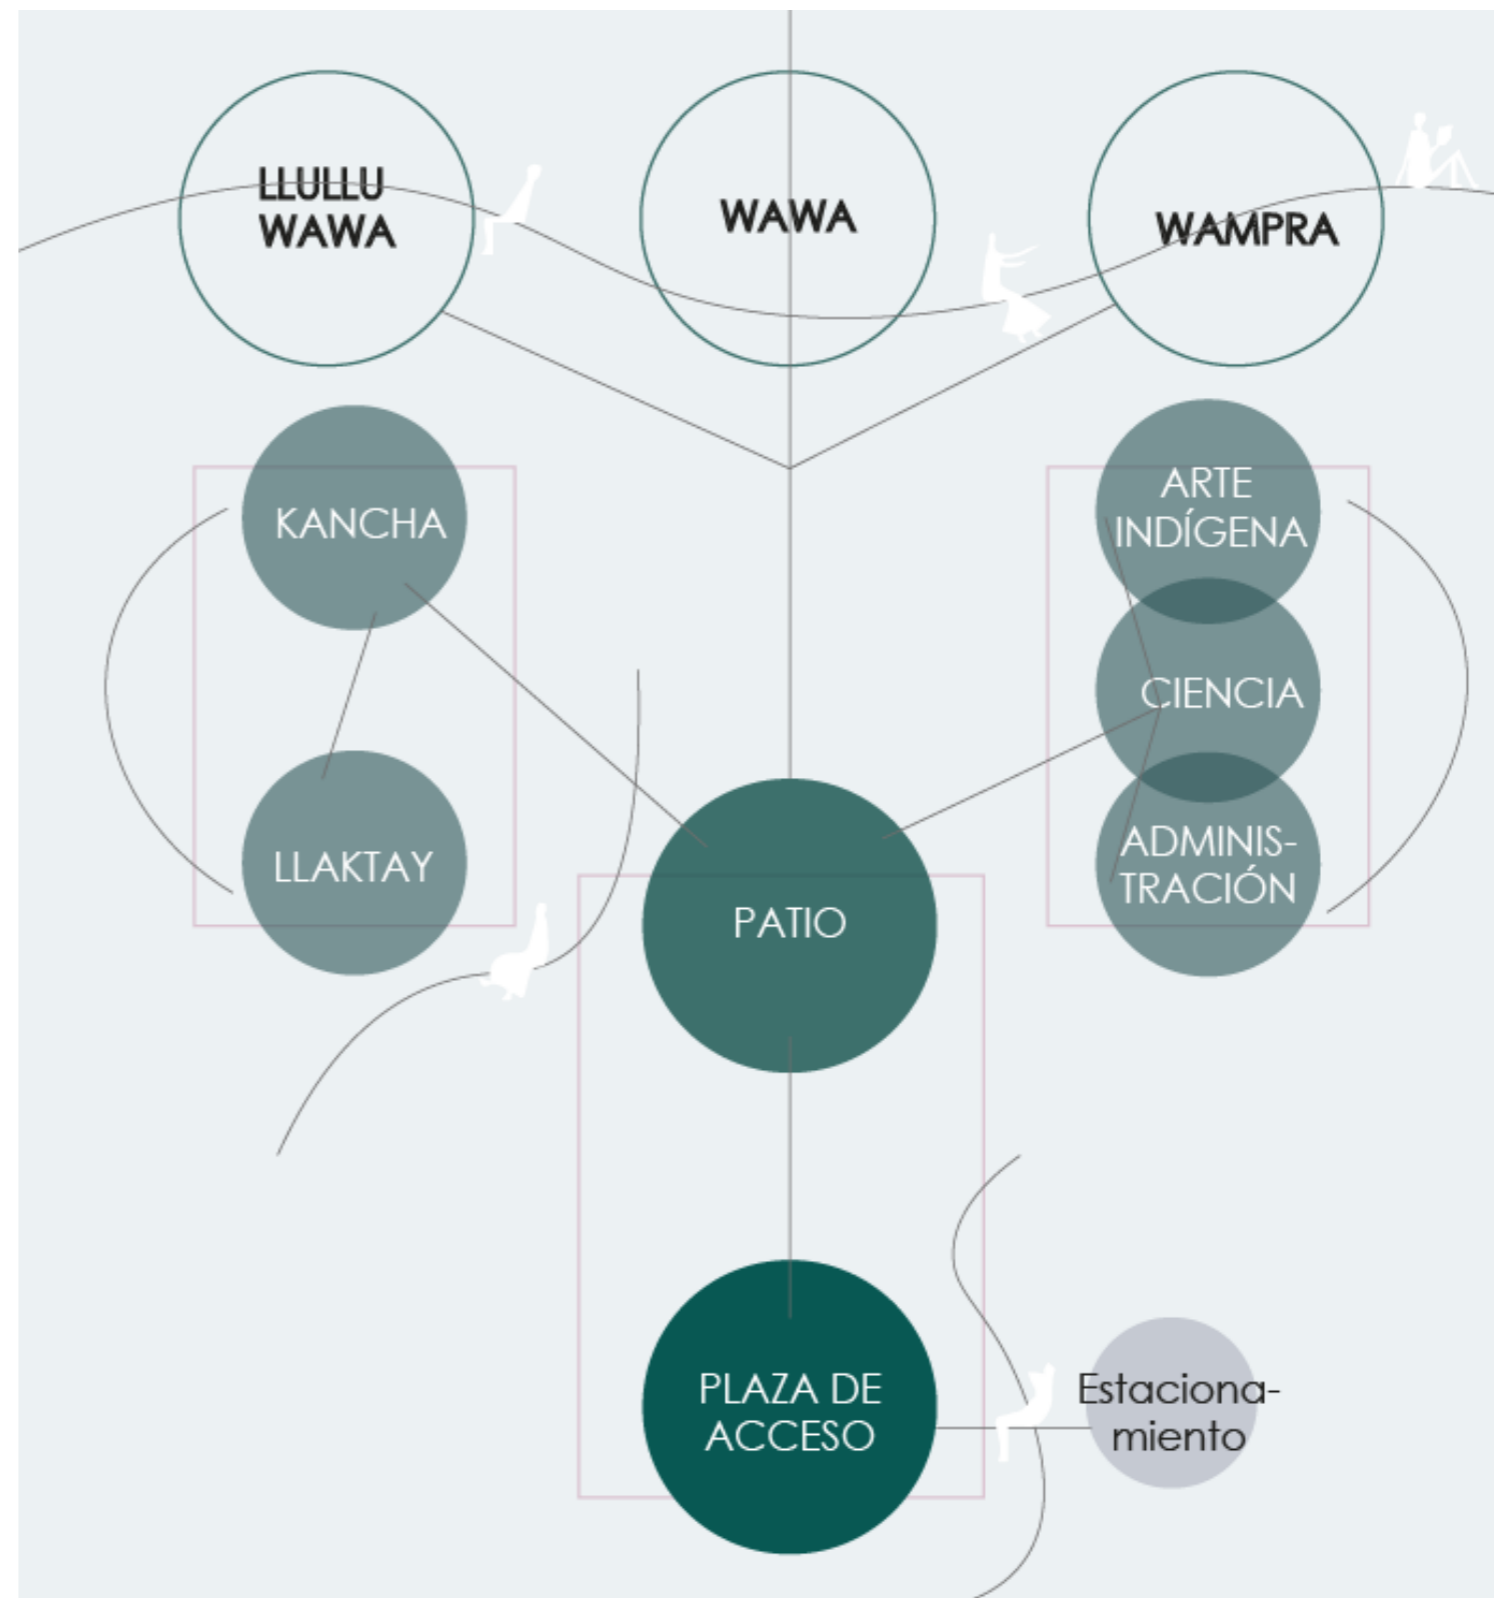 LLULLU
WAWA
WAWA
WAMPRA
KANCHA
ARTE
INDÍGENA
CIENCIA
LLAKTAY
ADMINIS-
TRACIÓN
PATIO
PLAZA DE
ACCESO
Estaciona-
miento